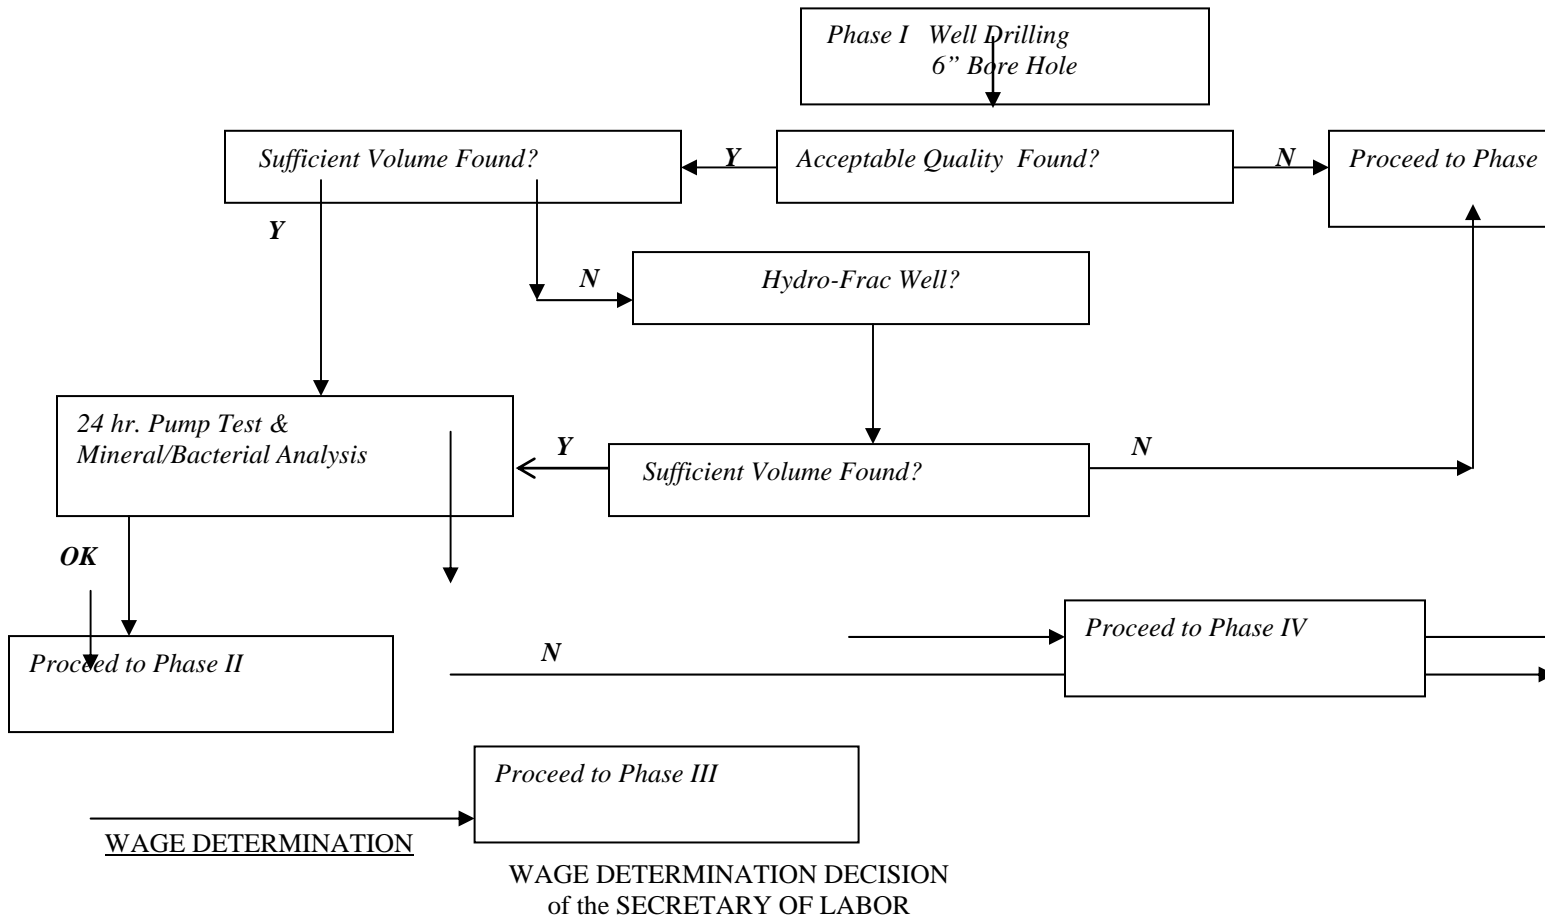 Phase I Well Drilling
6” Bore Hole
Sufficient Volume Found?
Y
Acceptable Quality Found?
N
Proceed to Phase
Y
N
Hydro-Frac Well?
24 hr. Pump Test &
Mineral/Bacterial Analysis
Y
Sufficient Volume Found?
N
OK
Proceed to Phase II
N
Proceed to Phase IV
Proceed to Phase III
WAGE DETERMINATION
WAGE DETERMINATION DECISION
of the SECRETARY OF LABOR